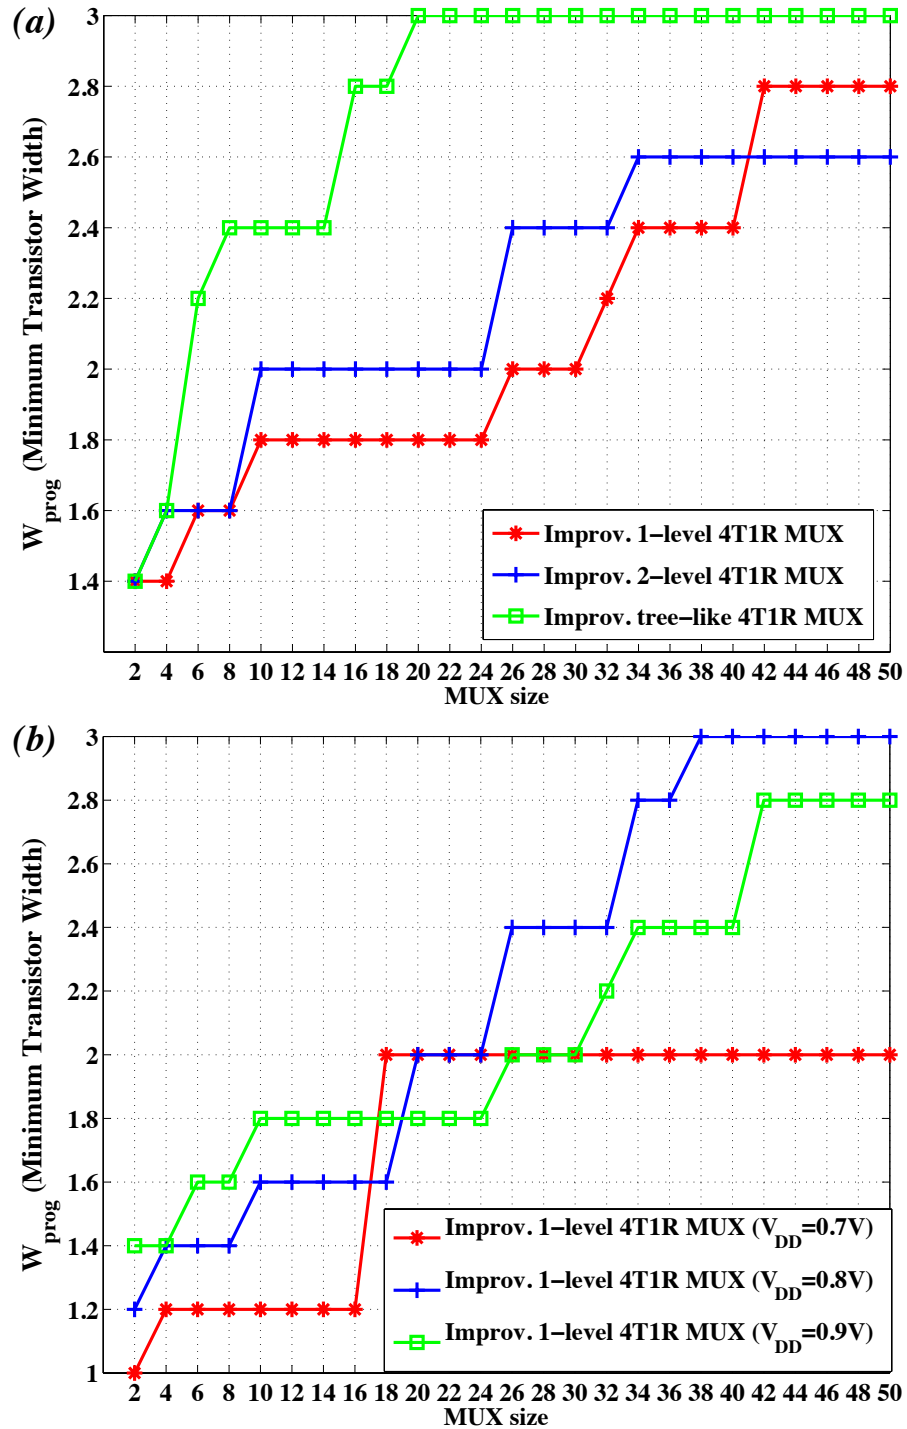 (a)
3
2.8
2.6
2.4
2.2
2
1.8
1.6
1.4
W_prog (Minimum Transistor Width)
Improv. 1−level 4T1R MUX
Improv. 2−level 4T1R MUX
Improv. tree−like 4T1R MUX
2 4 6 8 10 12 14 16 18 20 22 24 26 28 30 32 34 36 38 40 42 44 46 48 50
MUX size
(b)
3
2.8
2.6
2.4
2.2
2
1.8
1.6
1.4
1.2
1
W_prog (Minimum Transistor Width)
Improv. 1−level 4T1R MUX (V_DD=0.7V)
Improv. 1−level 4T1R MUX (V_DD=0.8V)
Improv. 1−level 4T1R MUX (V_DD=0.9V)
2 4 6 8 10 12 14 16 18 20 22 24 26 28 30 32 34 36 38 40 42 44 46 48 50
MUX size